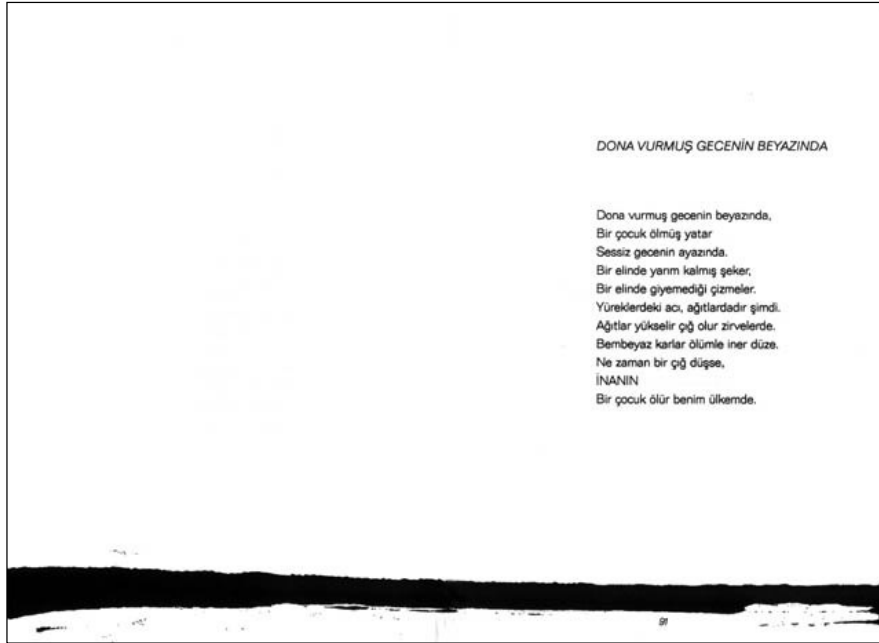 DONA VURMUŞ GECENİN BEYAZINDA
Dona vurmuş gecenin beyazında,
Bir çocuk ölmüş yatar
Sessiz gecenin ayazında.
Bir elinde yarım kalmış şeker,
Bir elinde giyemediği çizmeler.
Yüreklerdeki acı, ağıtlardadır şimdi.
Ağıtlar yükselir çığ olur zirvelerde.
Bembeyaz karlar ölümle iner düze.
Ne zaman bir çığ düşse,
İNANIN
Bir çocuk ölür benim ülkemde.
91